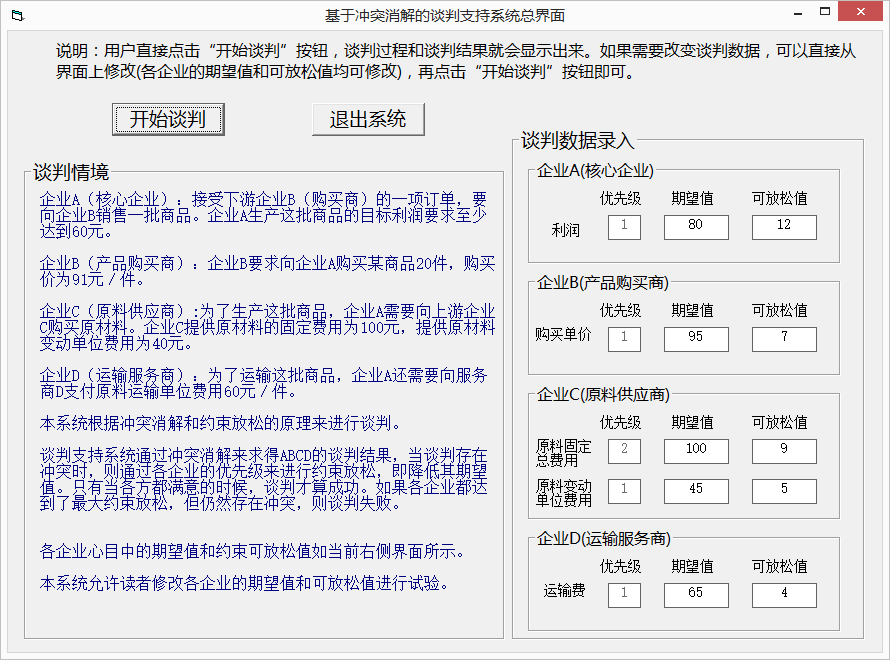 基于冲突消解的谈判支持系统总界面
说明：用户直接点击“开始谈判”按钮，谈判过程和谈判结果就会显示出来。如果需要改变谈判数据，可以直接从
界面上修改(各企业的期望值和可放松值均可修改)，再点击“开始谈判”按钮即可。
开始谈判
退出系统
谈判情境
企业A（核心企业）：接受下游企业B（购买商）的一项订单，要
向企业B销售一批商品。企业A生产这批商品的目标利润要求至少
达到60元。
企业B（产品购买商）：企业B要求向企业A购买某商品20件，购买
价为91元／件。
企业C（原料供应商）:为了生产这批商品，企业A需要向上游企业
C购买原材料。企业C提供原材料的固定费用为100元，提供原材料
变动单位费用为40元。
企业D（运输服务商）：为了运输这批商品，企业A还需要向服务
商D支付原料运输单位费用60元／件。
本系统根据冲突消解和约束放松的原理来进行谈判。
谈判支持系统通过冲突消解来求得ABCD的谈判结果，当谈判存在
冲突时，则通过各企业的优先级来进行约束放松，即降低其期望
值。只有当各方都满意的时候，谈判才算成功。如果各企业都达
到了最大约束放松，但仍然存在冲突，则谈判失败。
各企业心目中的期望值和约束可放松值如当前右侧界面所示。
本系统允许读者修改各企业的期望值和可放松值进行试验。
谈判数据录入
企业A(核心企业)
优先级 期望值 可放松值
利润 1 80 12
企业B(产品购买商)
优先级 期望值 可放松值
购买单价 1 95 7
企业C(原料供应商)
优先级 期望值 可放松值
原料固定
总费用 2 100 9
原料变动
单位费用 1 45 5
企业D(运输服务商)
优先级 期望值 可放松值
运输费 1 65 4